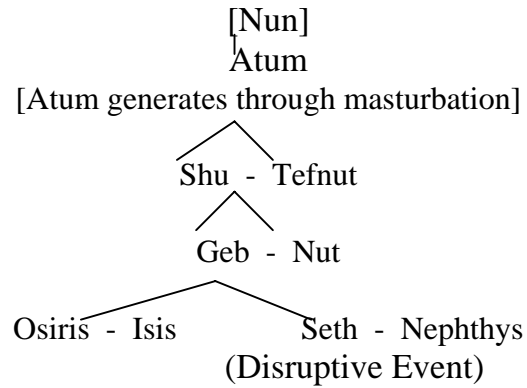 [Nun]
Atum
[Atum generates through masturbation]
Shu - Tefnut
Geb - Nut
Osiris - Isis Seth - Nephthys
(Disruptive Event)